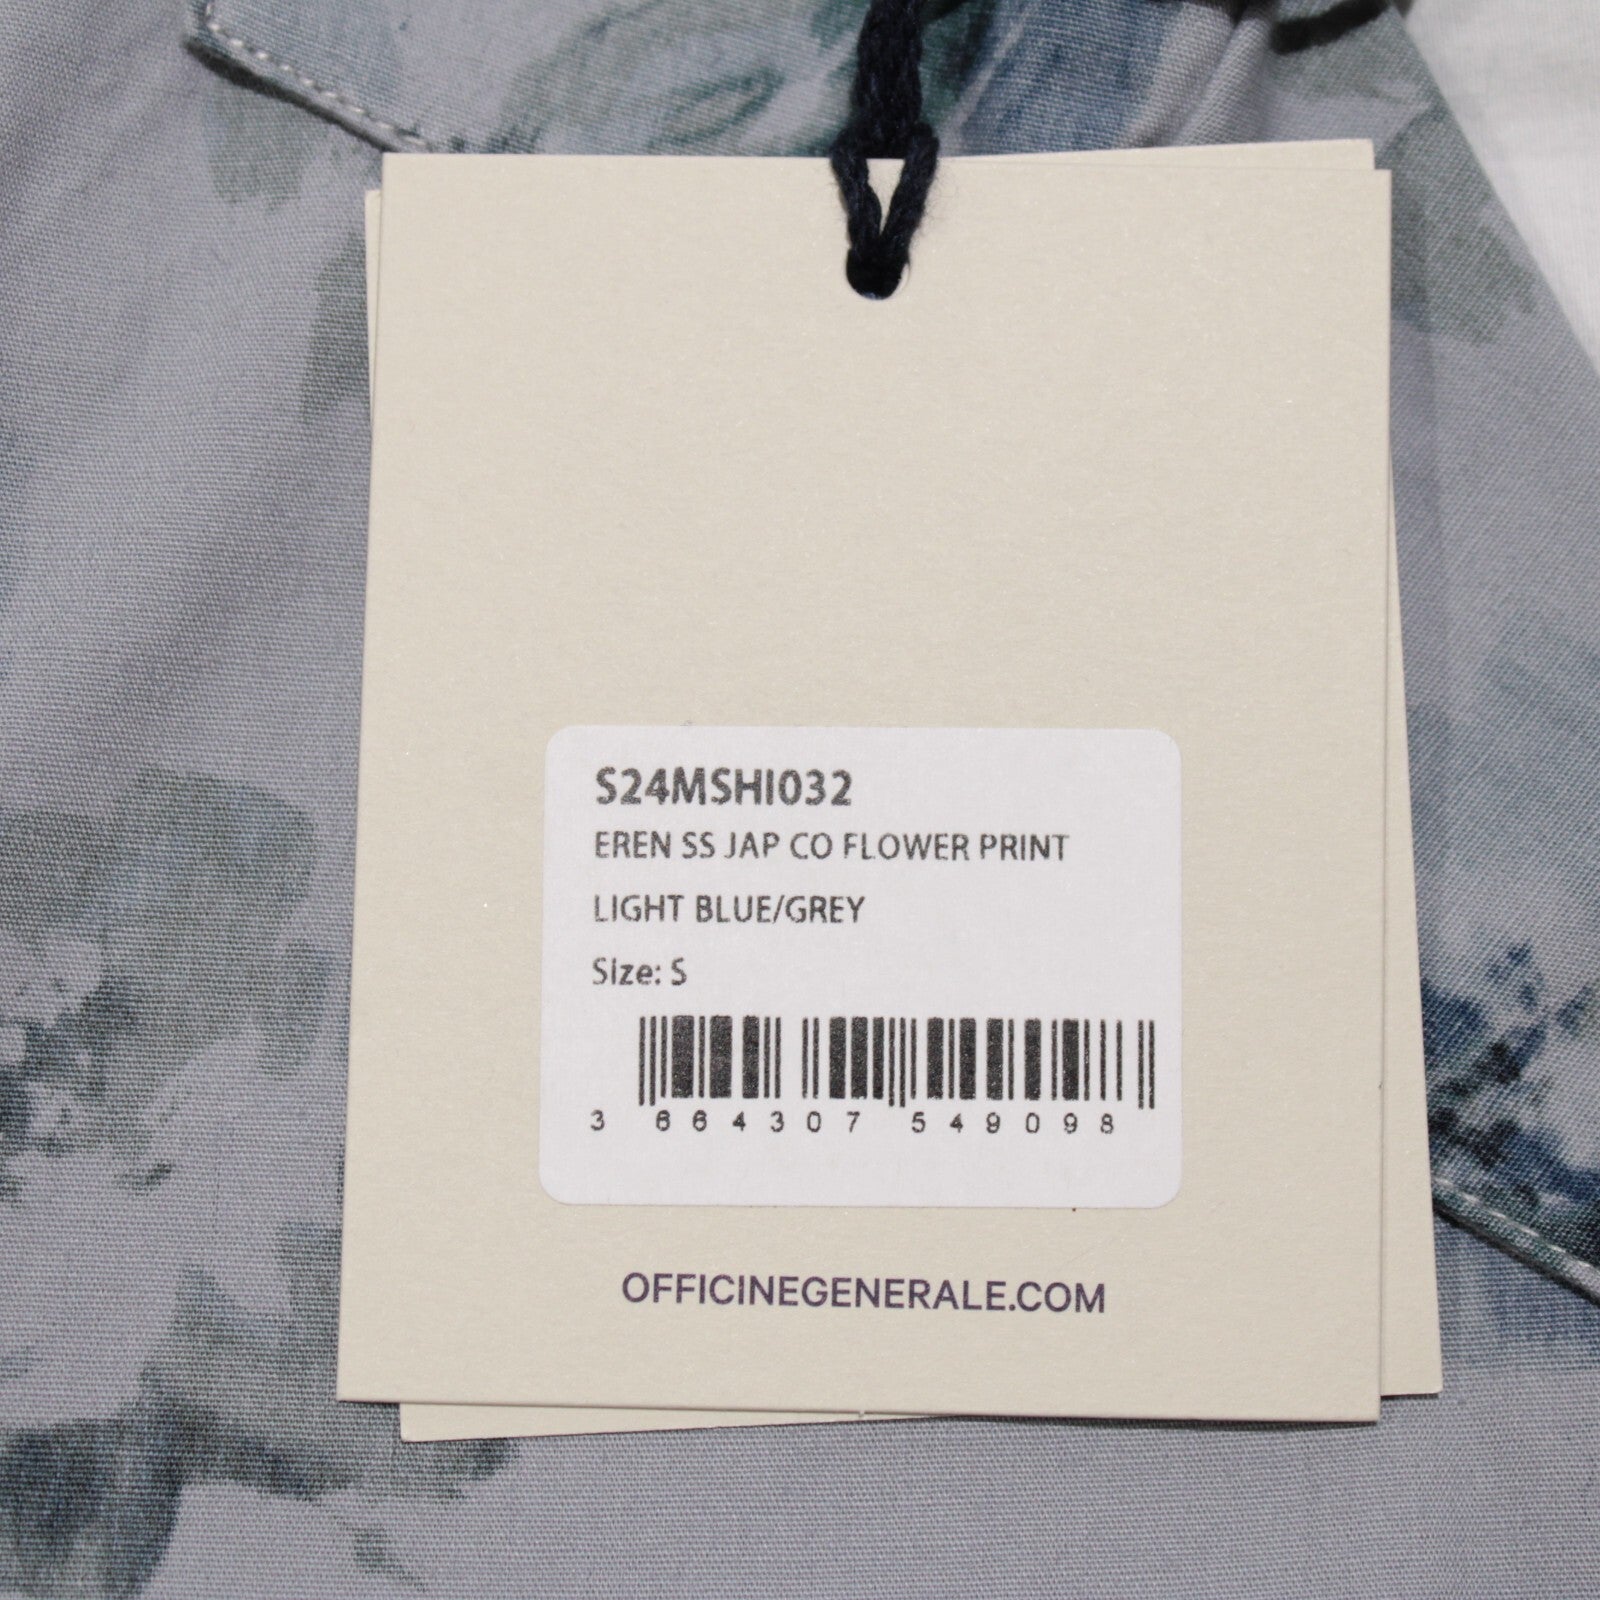 S24MSHI032
EREN SS JAP CO FLOWER PRINT
LIGHT BLUE/GREY
Size: S
3 664307 549098
OFFICINEGENERALE.COM